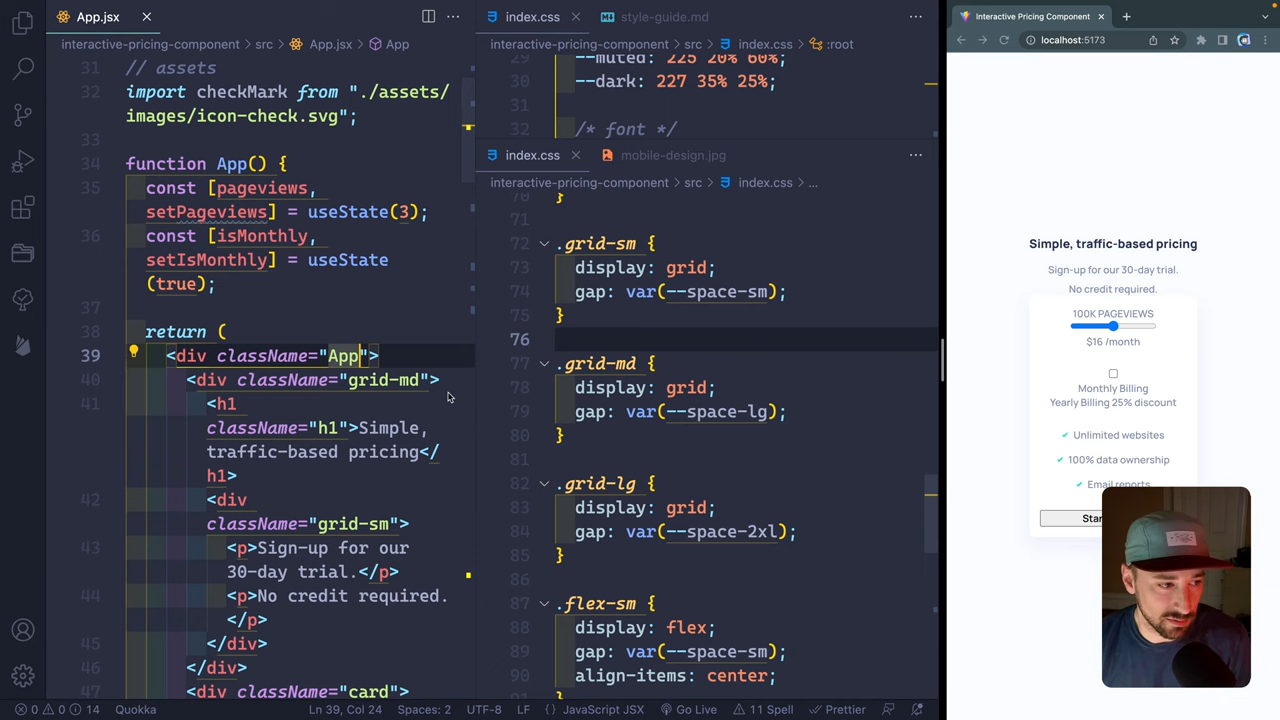 App.jsx
interactive-pricing-component > src > App.jsx > App
31 // assets
32 import checkMark from "./assets/
images/icon-check.svg";
33
34 function App() {
35 const [pageviews,
setPageviews] = useState(3);
36 const [isMonthly,
setIsMonthly] = useState
(true);
37
38 return (
39 <div className="App">
40 <div className="grid-md">
41 <h1
className="h1">Simple,
traffic-based pricing</
h1>
42 <div
className="grid-sm">
43 <p>Sign-up for our
30-day trial.</p>
44 <p>No credit required.
</p>
45 </div>
46 </div>
47 <div className="card">
index.css
style-guide.md
interactive-pricing-component > src > index.css > :root
29 --muted: 225 20% 60%;
30 --dark: 227 35% 25%;
31
32 /* font */
index.css
mobile-design.jpg
interactive-pricing-component > src > index.css > ...
70 }
71
72 .grid-sm {
73 display: grid;
74 gap: var(--space-sm);
75 }
76
77 .grid-md {
78 display: grid;
79 gap: var(--space-lg);
80 }
81
82 .grid-lg {
83 display: grid;
84 gap: var(--space-2xl);
85 }
86
87 .flex-sm {
88 display: flex;
89 gap: var(--space-sm);
90 align-items: center;
91 }
0 0 14 Quokka Ln 39, Col 24 Spaces: 2 UTF-8 LF {} JavaScript JSX Go Live 11 Spell Prettier
Interactive Pricing Component
localhost:5173
Simple, traffic-based pricing
Sign-up for our 30-day trial.
No credit required.
100K PAGEVIEWS
$16 /month
Monthly Billing
Yearly Billing 25% discount
Unlimited websites
100% data ownership
Email reports